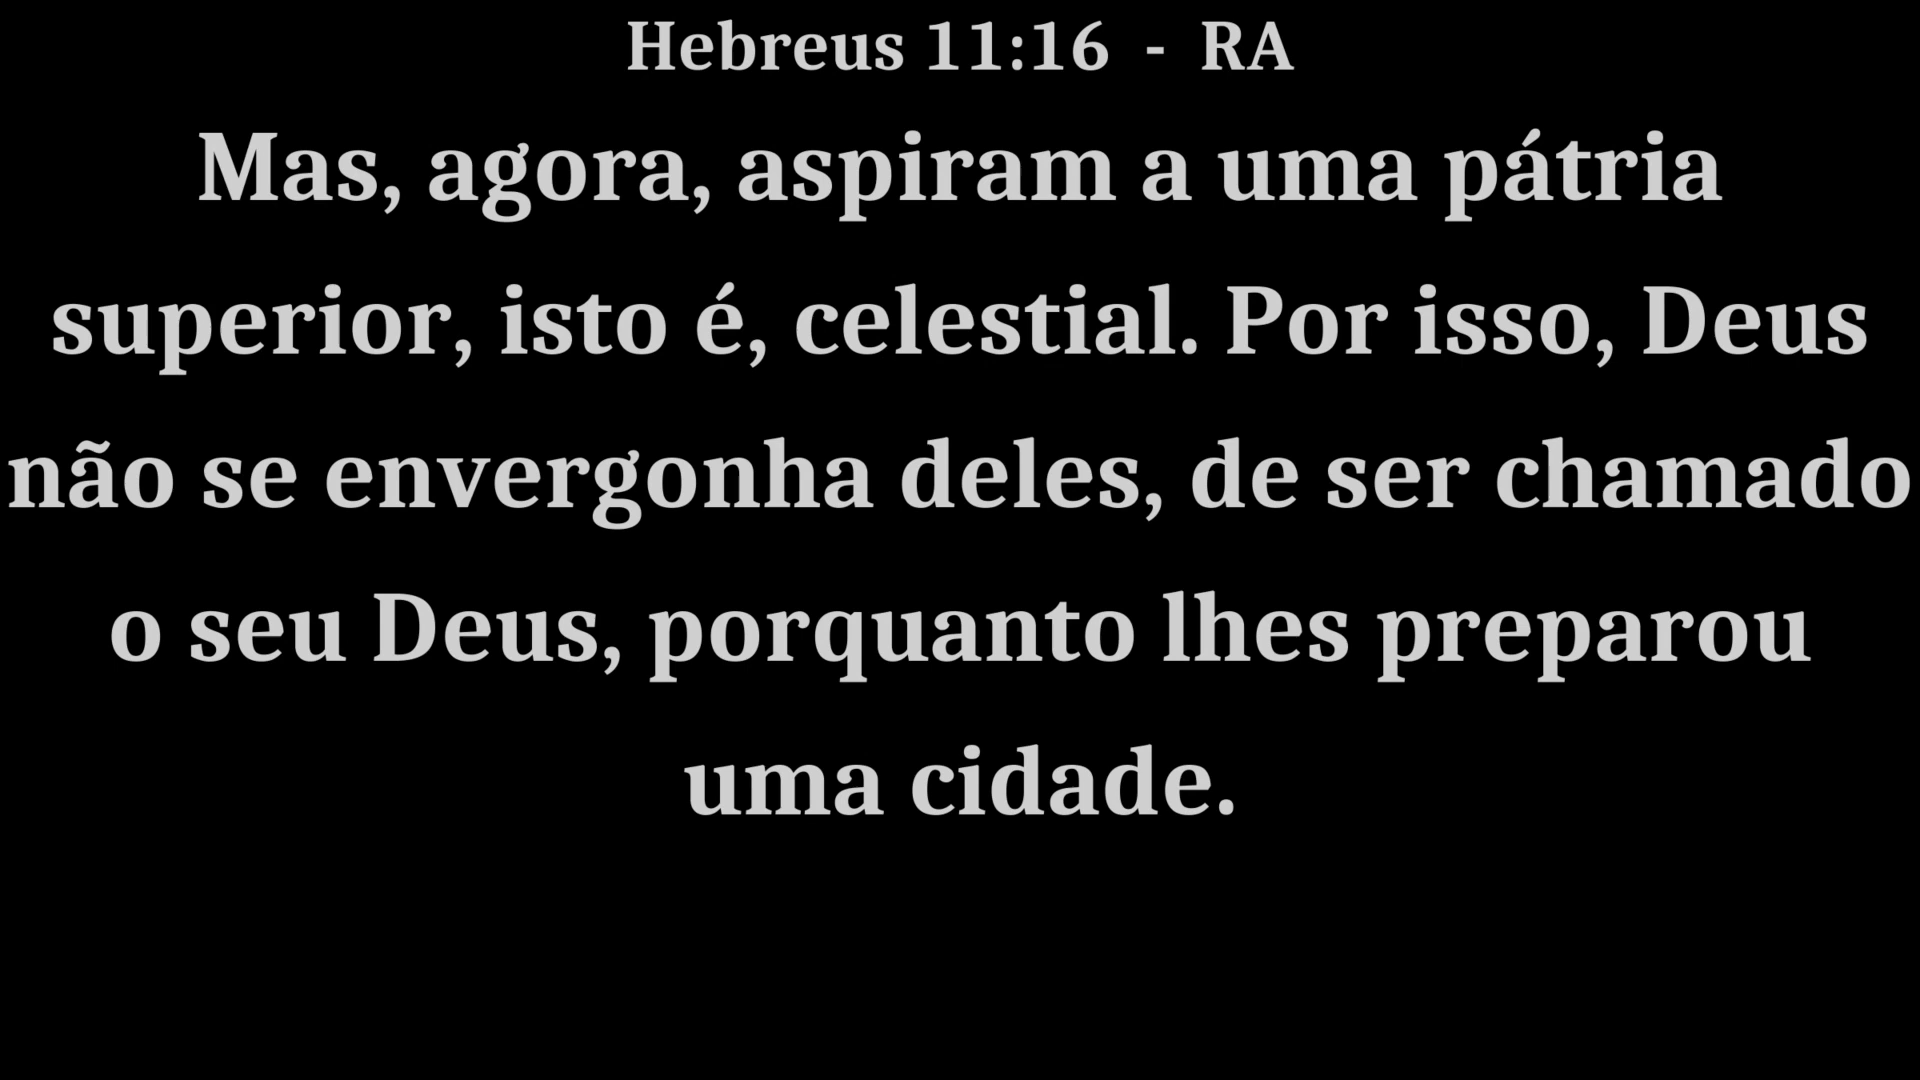 Hebreus 11:16 - RA
Mas, agora, aspiram a uma pátria
superior, isto é, celestial. Por isso, Deus
não se envergonha deles, de ser chamado
o seu Deus, porquanto lhes preparou
uma cidade.